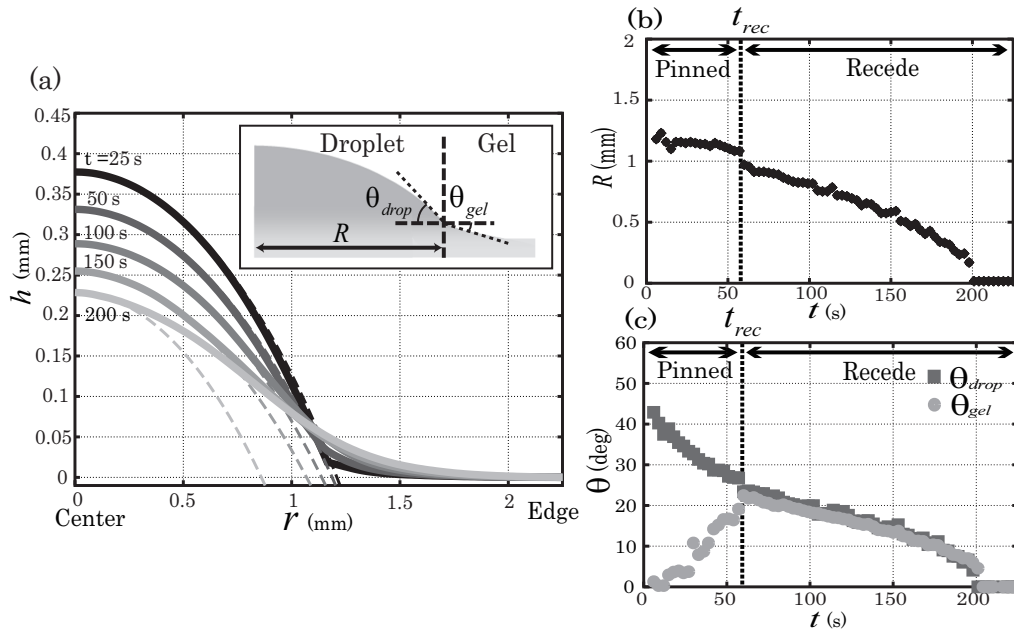 (a)
0.45
0.4
0.35
0.3
0.25
0.2
0.15
0.1
0.05
0
h (mm)
t =25 s
50 s
100 s
150 s
200 s
Droplet
Gel
θdrop
θgel
R
0
0.5
1
1.5
2
Center
r (mm)
Edge
(b)
trec
2
1.5
1
0.5
0
R (mm)
Pinned
Recede
0
50
100
150
200
t (s)
(c)
trec
60
50
40
30
20
10
0
Θ (deg)
Pinned
Recede
Θdrop
Θgel
0
50
100
150
200
t (s)